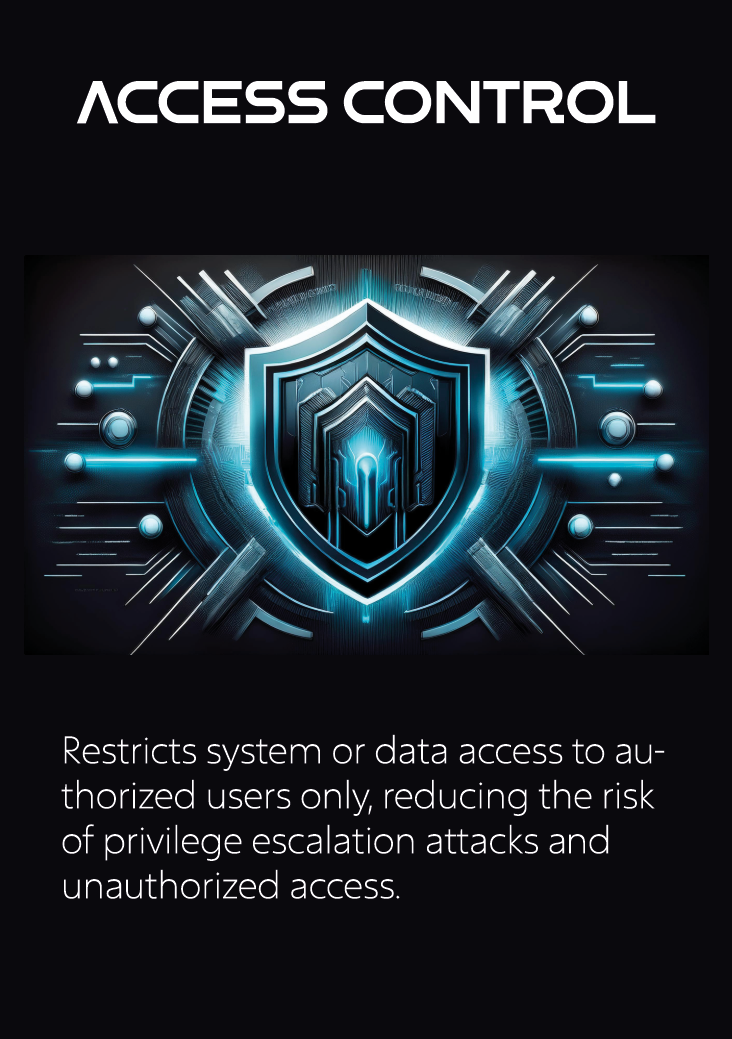 ACCESS CONTROL
Restricts system or data access to au-
thorized users only, reducing the risk
of privilege escalation attacks and
unauthorized access.